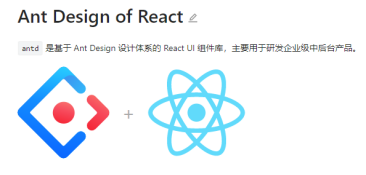 Ant Design of React
antd 是基于 Ant Design 设计体系的 React UI 组件库，主要用于研发企业级中后台产品。
+